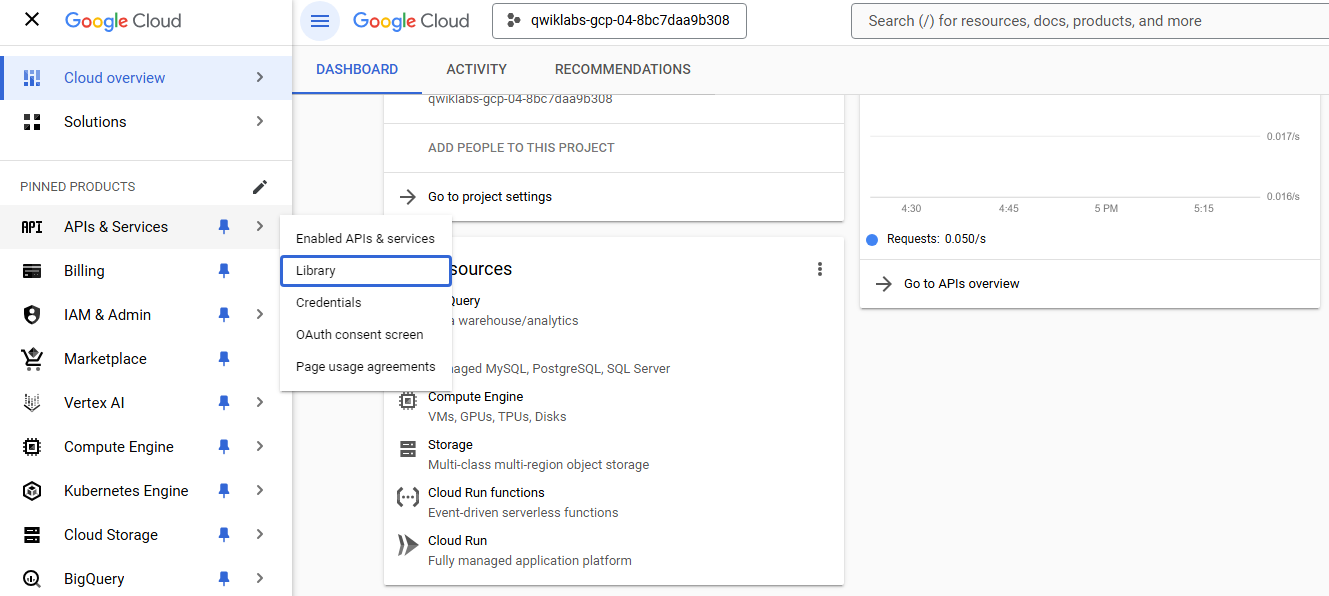 Google Cloud
Cloud overview
Solutions
PINNED PRODUCTS
API APIs & Services
Billing
IAM & Admin
Marketplace
Vertex AI
Compute Engine
Kubernetes Engine
Cloud Storage
BigQuery
Enabled APIs & services
Library
Credentials
OAuth consent screen
Page usage agreements
Google Cloud
qwiklabs-gcp-04-8bc7daa9b308
Search (/) for resources, docs, products, and more
DASHBOARD
ACTIVITY
RECOMMENDATIONS
qwiklabs-gcp-04-8bc7daa9b308
ADD PEOPLE TO THIS PROJECT
Go to project settings
sources
Query
a warehouse/analytics
aged MySQL, PostgreSQL, SQL Server
Compute Engine
VMs, GPUs, TPUs, Disks
Storage
Multi-class multi-region object storage
Cloud Run functions
Event-driven serverless functions
Cloud Run
Fully managed application platform
0.017/s
0.016/s
4:30 4:45 5 PM 5:15
Requests: 0.050/s
Go to APIs overview